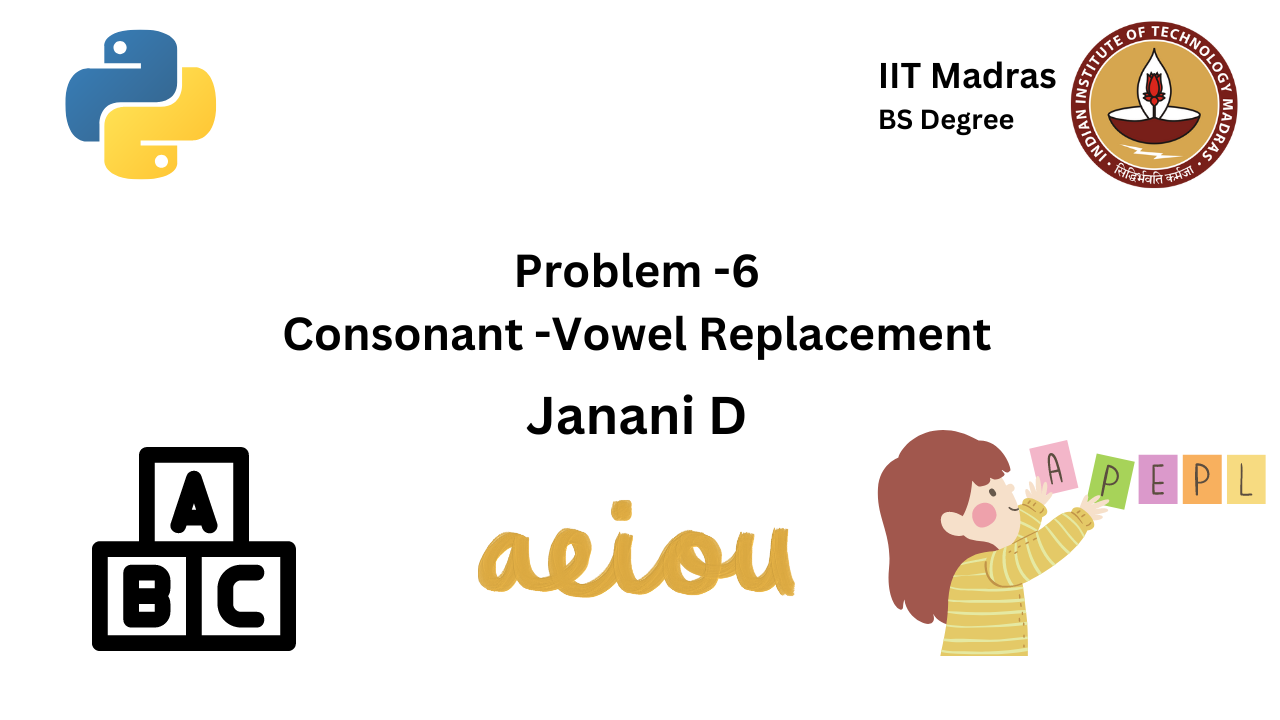 IIT Madras
BS Degree
INDIAN INSTITUTE OF TECHNOLOGY MADRAS
सिद्धिर्भवति कर्मजा
Problem -6
Consonant -Vowel Replacement
Janani D
A
B C
aeiou
A P E P L